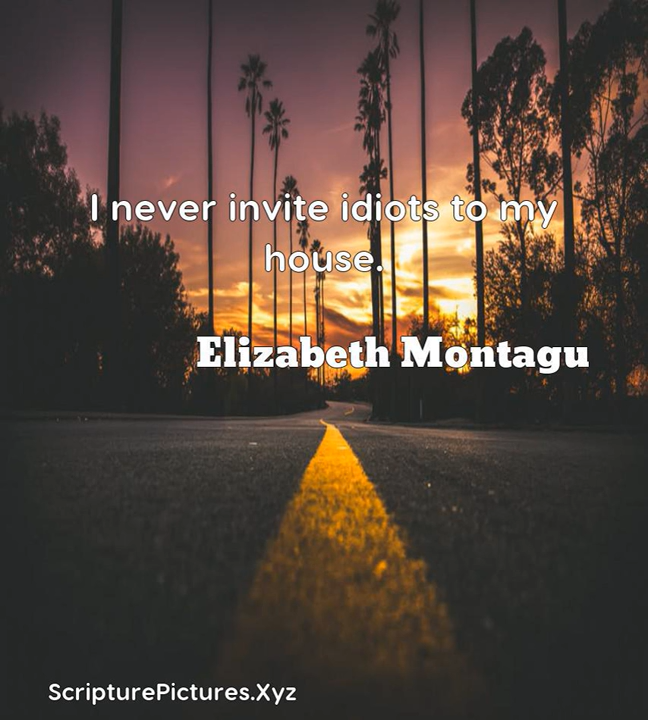 I never invite idiots to my
house.
Elizabeth Montagu
ScripturePictures.Xyz